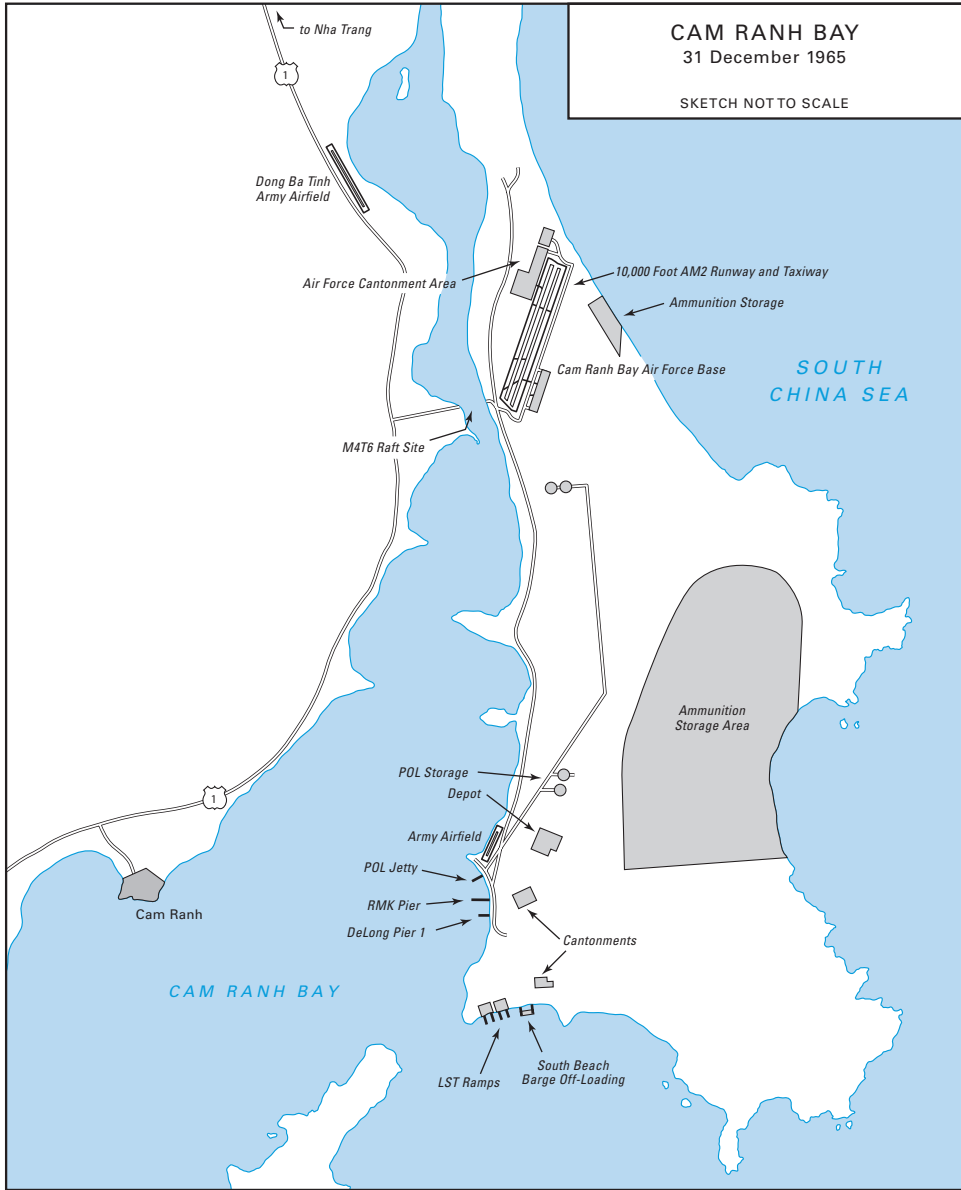 CAM RANH BAY
31 December 1965
SKETCH NOT TO SCALE
to Nha Trang
1
Dong Ba Tinh
Army Airfield
Air Force Cantonment Area
10,000 Foot AM2 Runway and Taxiway
Ammunition Storage
Cam Ranh Bay Air Force Base
SOUTH
CHINA SEA
M4T6 Raft Site
Ammunition
Storage Area
POL Storage
Depot
1
Army Airfield
POL Jetty
RMK Pier
DeLong Pier 1
Cam Ranh
Cantonments
CAM RANH BAY
LST Ramps
South Beach
Barge Off-Loading